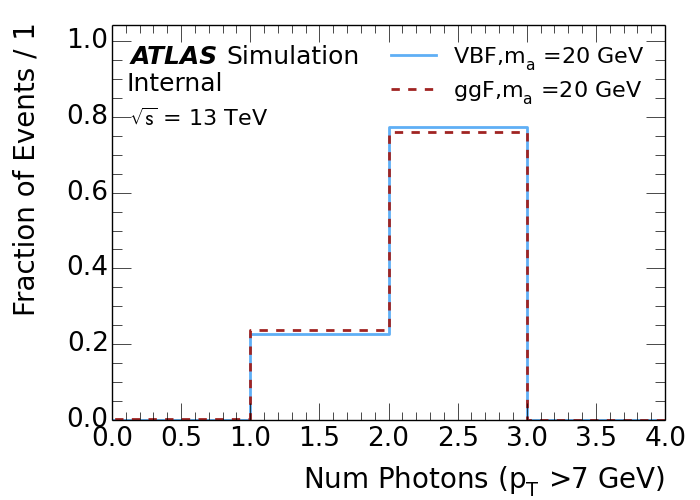 Fraction of Events / 1
1.0
0.8
0.6
0.4
0.2
0.0
ATLAS Simulation
Internal
√s = 13 TeV
VBF,mₐ =20 GeV
ggF,mₐ =20 GeV
0.0 0.5 1.0 1.5 2.0 2.5 3.0 3.5 4.0
Num Photons (p_T >7 GeV)